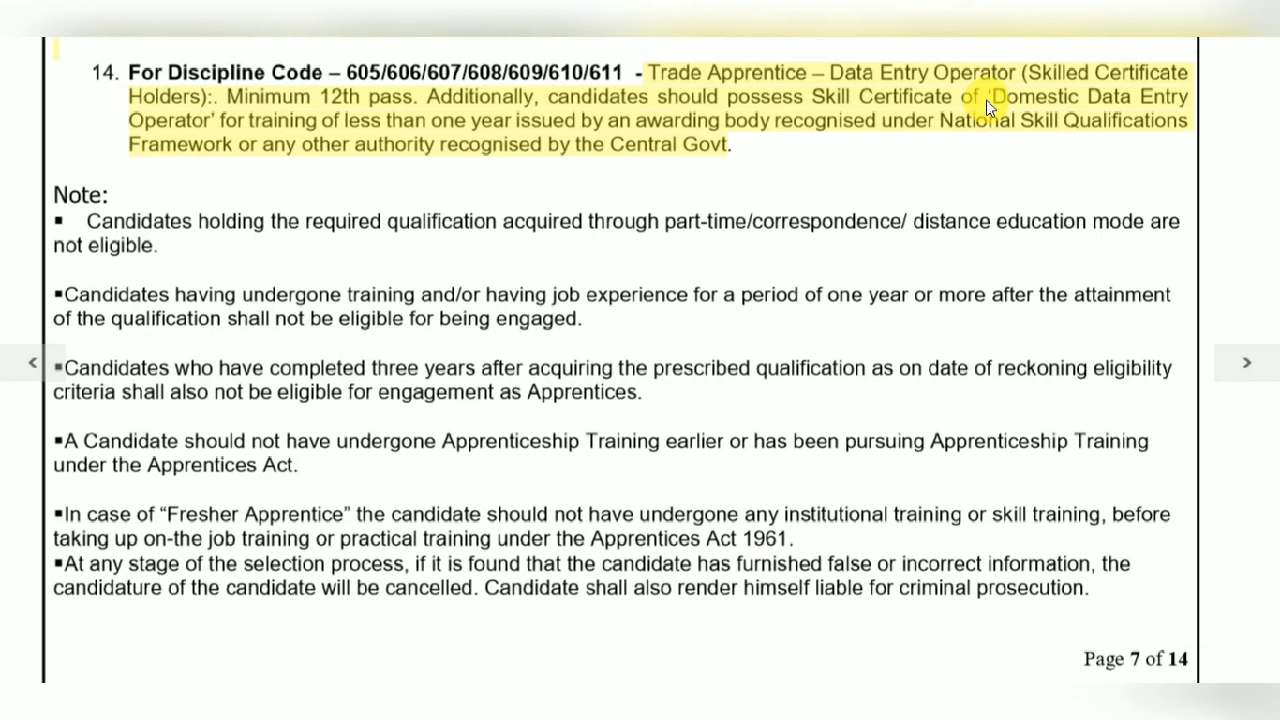 14. For Discipline Code – 605/606/607/608/609/610/611 - Trade Apprentice – Data Entry Operator (Skilled Certificate
Holders):. Minimum 12th pass. Additionally, candidates should possess Skill Certificate of 'Domestic Data Entry
Operator' for training of less than one year issued by an awarding body recognised under National Skill Qualifications
Framework or any other authority recognised by the Central Govt.
Note:
▪ Candidates holding the required qualification acquired through part-time/correspondence/ distance education mode are
not eligible.
▪Candidates having undergone training and/or having job experience for a period of one year or more after the attainment
of the qualification shall not be eligible for being engaged.
▪Candidates who have completed three years after acquiring the prescribed qualification as on date of reckoning eligibility
criteria shall also not be eligible for engagement as Apprentices.
▪A Candidate should not have undergone Apprenticeship Training earlier or has been pursuing Apprenticeship Training
under the Apprentices Act.
▪In case of “Fresher Apprentice” the candidate should not have undergone any institutional training or skill training, before
taking up on-the job training or practical training under the Apprentices Act 1961.
▪At any stage of the selection process, if it is found that the candidate has furnished false or incorrect information, the
candidature of the candidate will be cancelled. Candidate shall also render himself liable for criminal prosecution.
Page 7 of 14